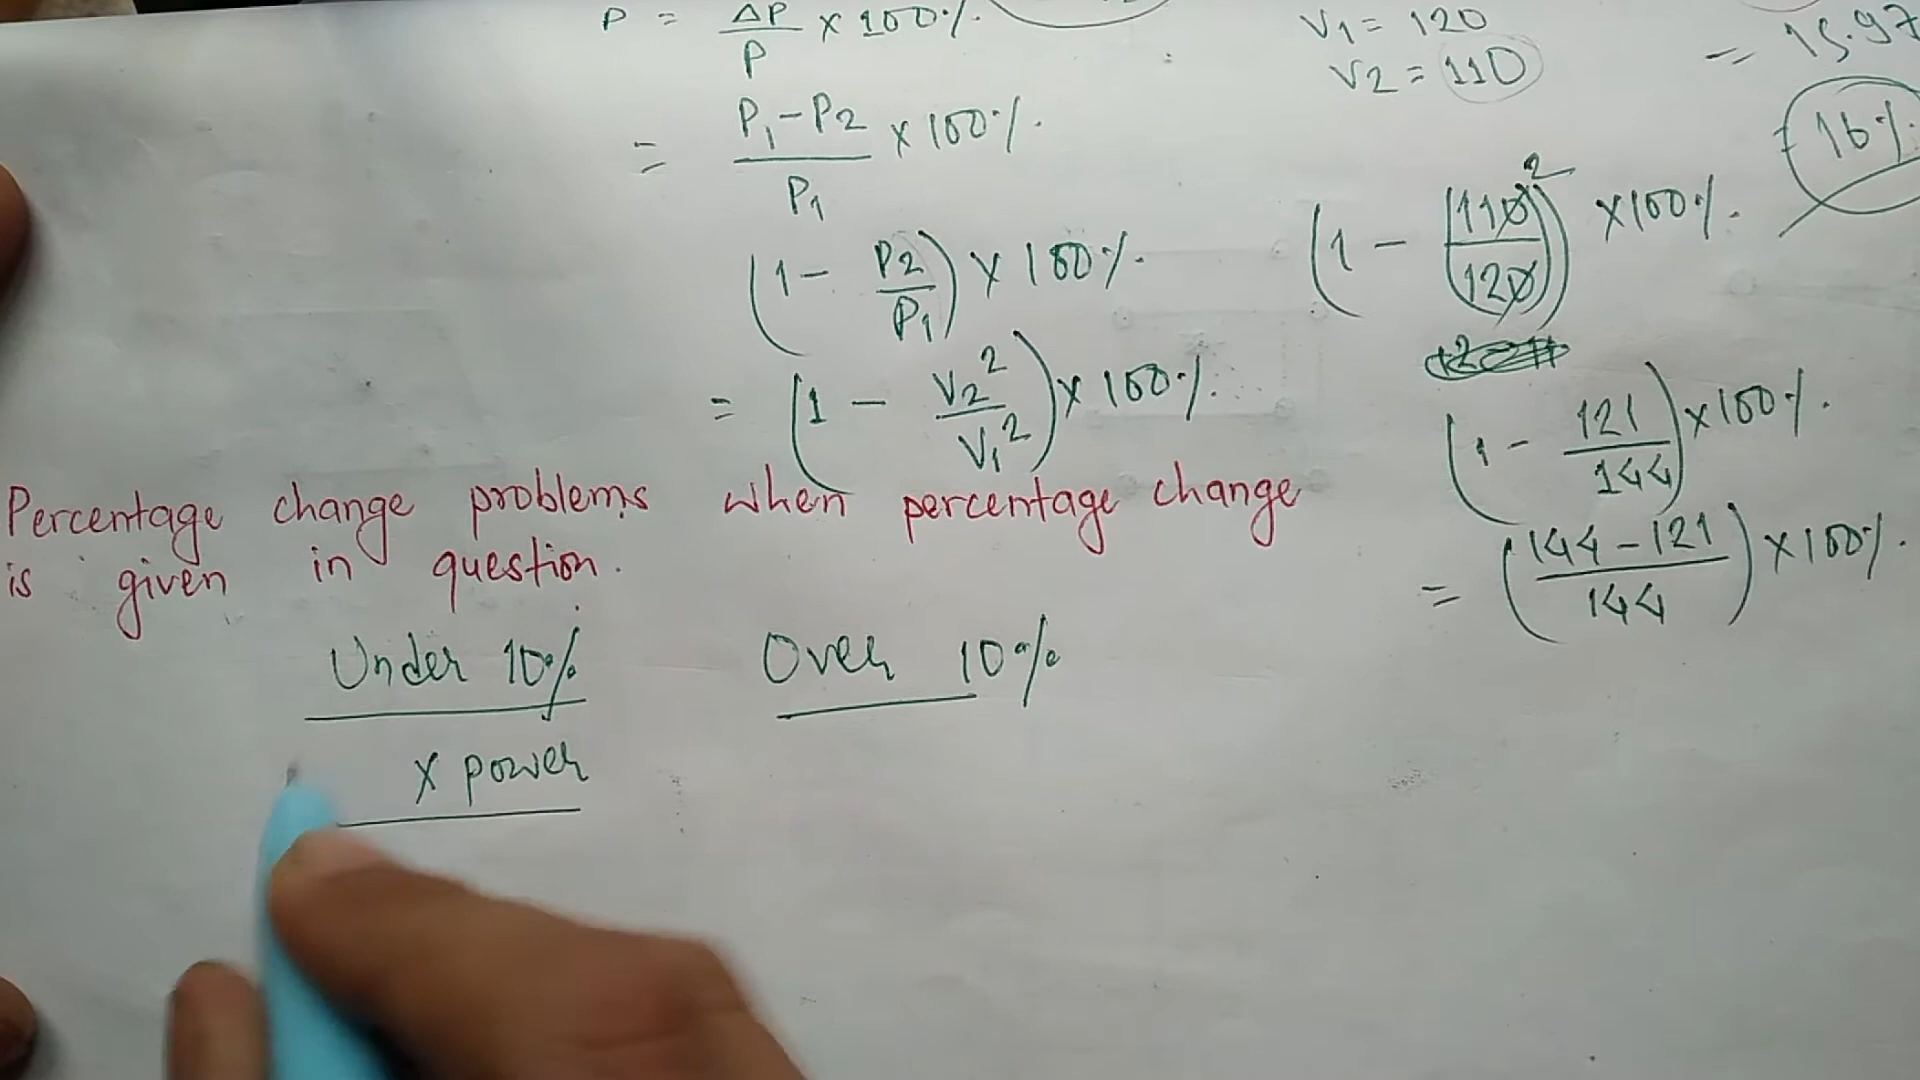 P = ΔP/P × 100%.
= P1-P2/P1 × 100%.
(1 - P2/P1) × 100%.
= (1 - V2²/V1²) × 100%.
V1 = 120
V2 = 110
= 15.97
16%
(1 - (110/120)²) × 100%.
(1 - 121/144) × 100%.
= (144-121/144) × 100%.
Percentage change problems when percentage change
is given in question.
Under 10% Over 10%
× power